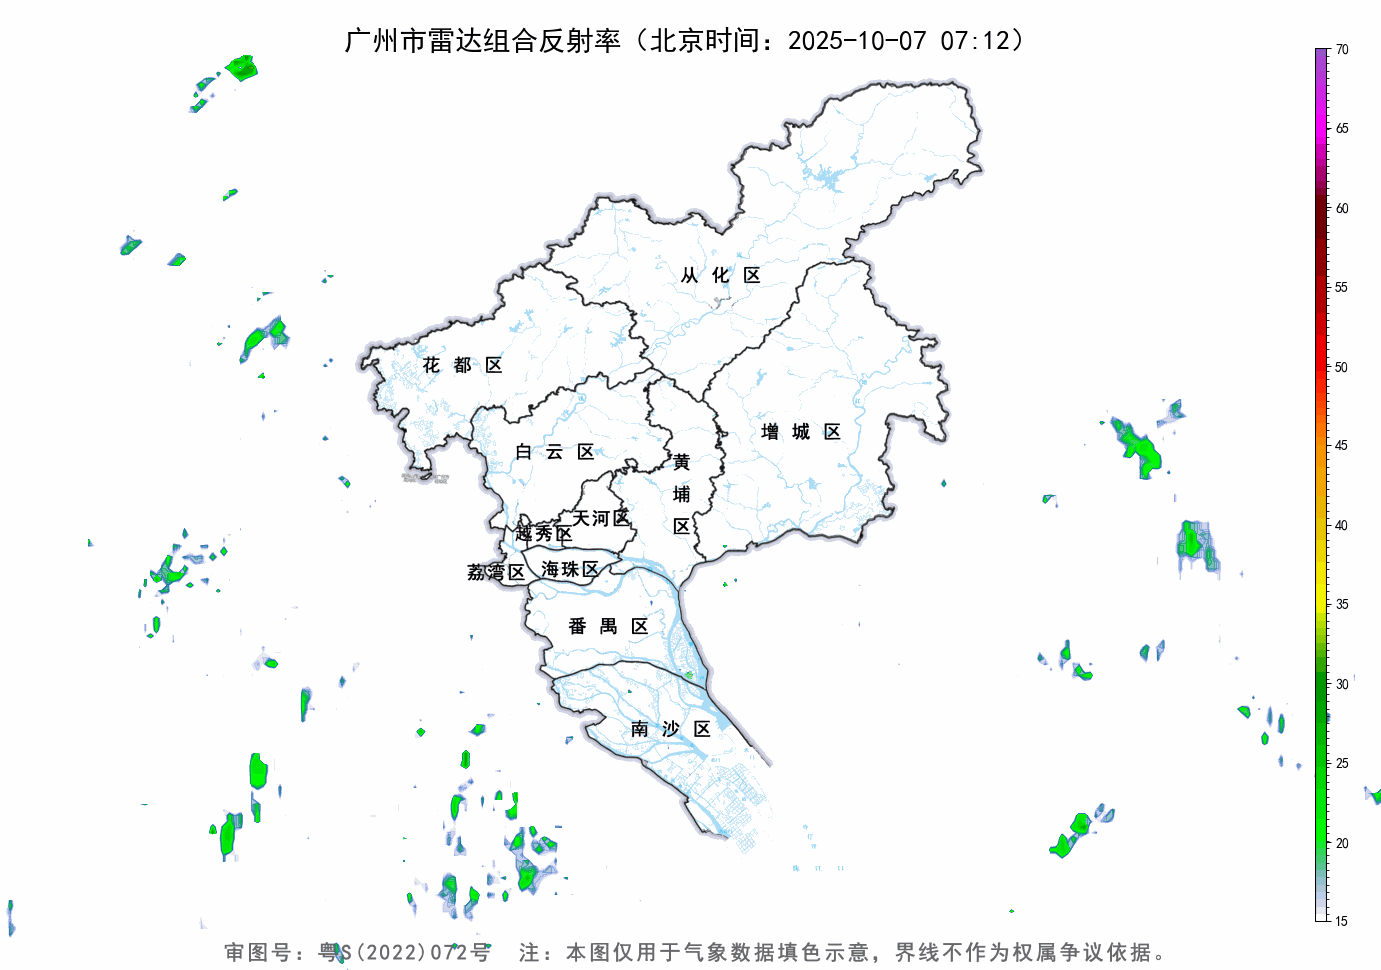 广州市雷达组合反射率（北京时间：2025-10-07 07:12）
70
65
60
55
50
45
40
35
30
25
20
15
从化区
花都区
增城区
白云区
黄埔区
天河区
越秀区
海珠区
荔湾区
番禺区
南沙区
审图号：粤S(2022)072号 注：本图仅用于气象数据填色示意，界线不作为权属争议依据。